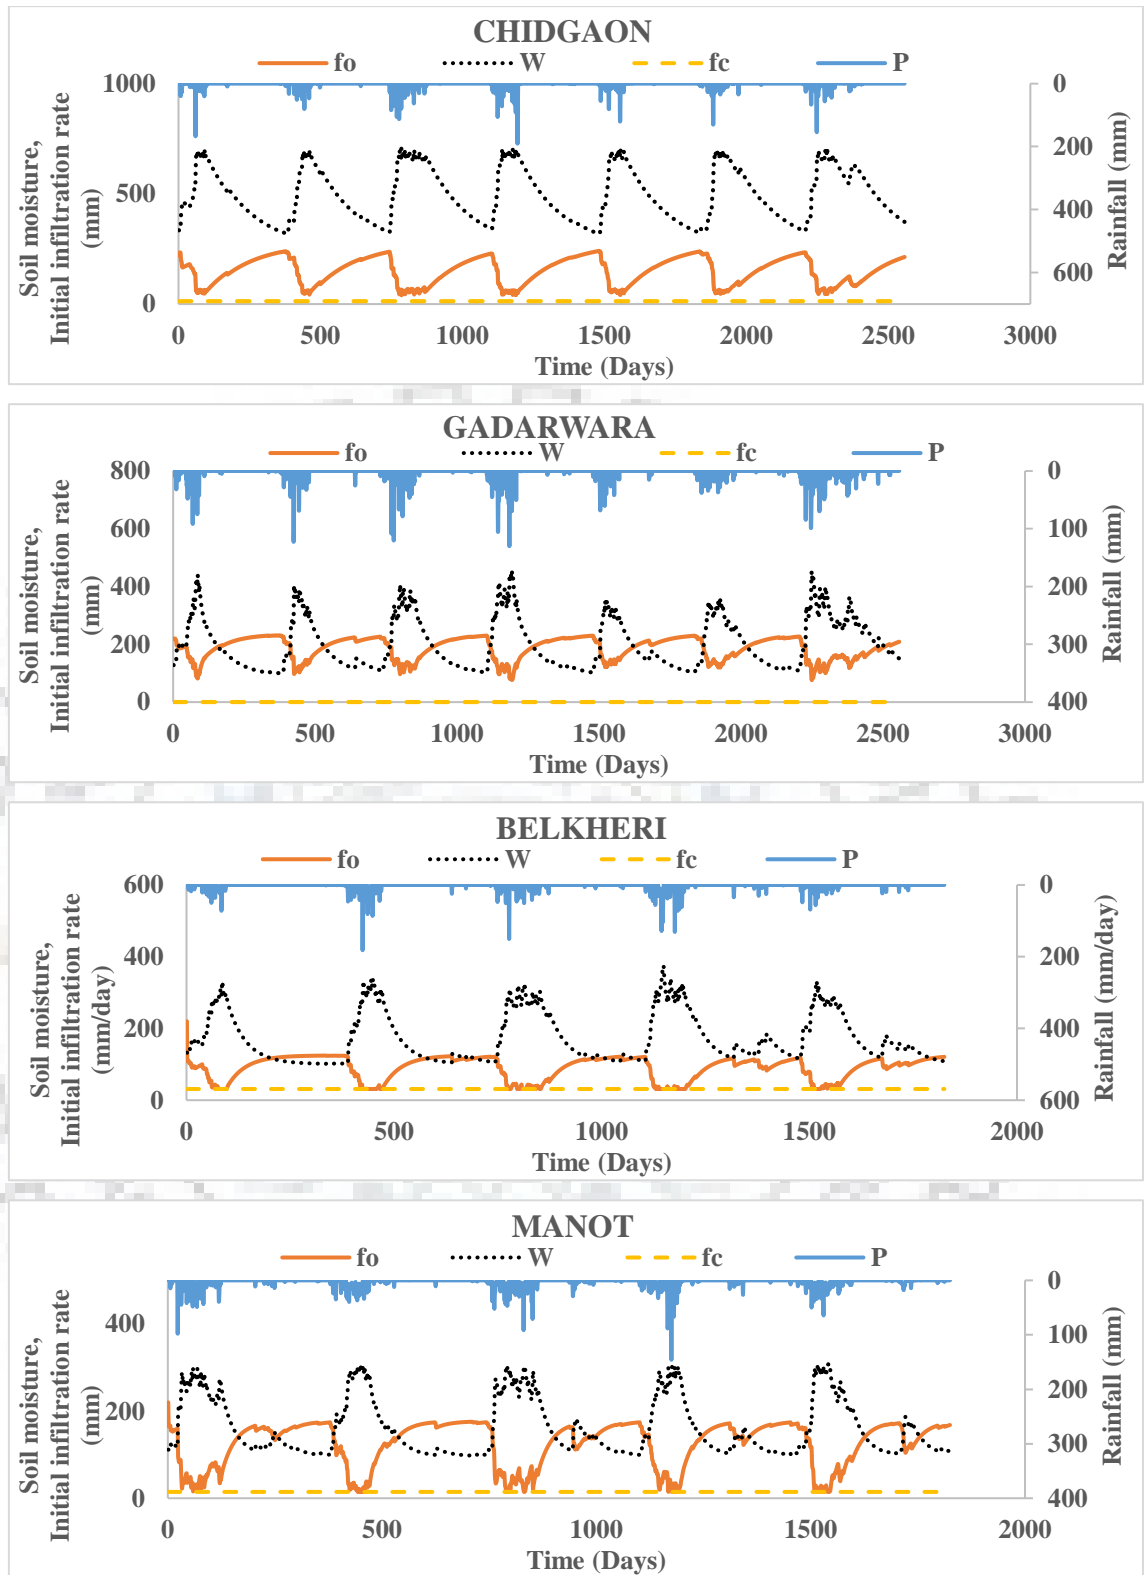 CHIDGAON
fo W fc P
1000
500
0
0
200
400
600
0 500 1000 1500 2000 2500 3000
Soil moisture,
Initial infiltration rate
(mm)
Rainfall (mm)
Time (Days)
GADARWARA
fo W fc P
800
600
400
200
0
0
100
200
300
400
0 500 1000 1500 2000 2500 3000
Soil moisture,
Initial infiltration rate
(mm)
Rainfall (mm)
Time (Days)
BELKHERI
fo W fc P
600
400
200
0
0
200
400
600
0 500 1000 1500 2000
Soil moisture,
Initial infiltration rate
(mm/day)
Rainfall (mm/day)
Time (Days)
MANOT
fo W fc P
400
200
0
0
100
200
300
400
0 500 1000 1500 2000
Soil moisture,
Initial infiltration rate
(mm)
Rainfall (mm)
Time (Days)